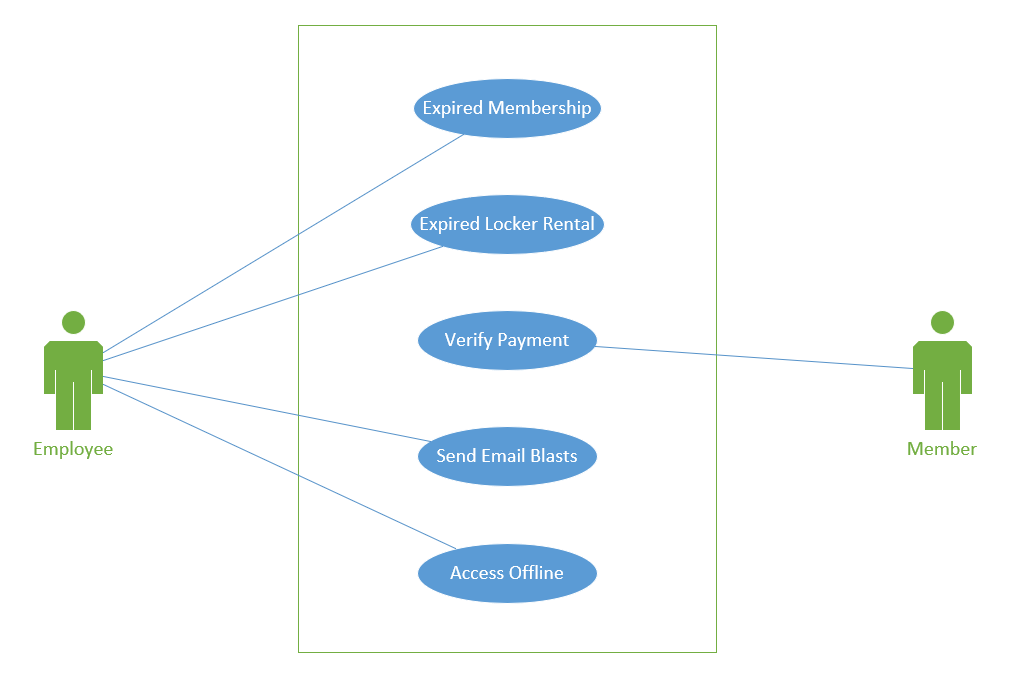 Expired Membership
Expired Locker Rental
Verify Payment
Send Email Blasts
Access Offline
Employee
Member